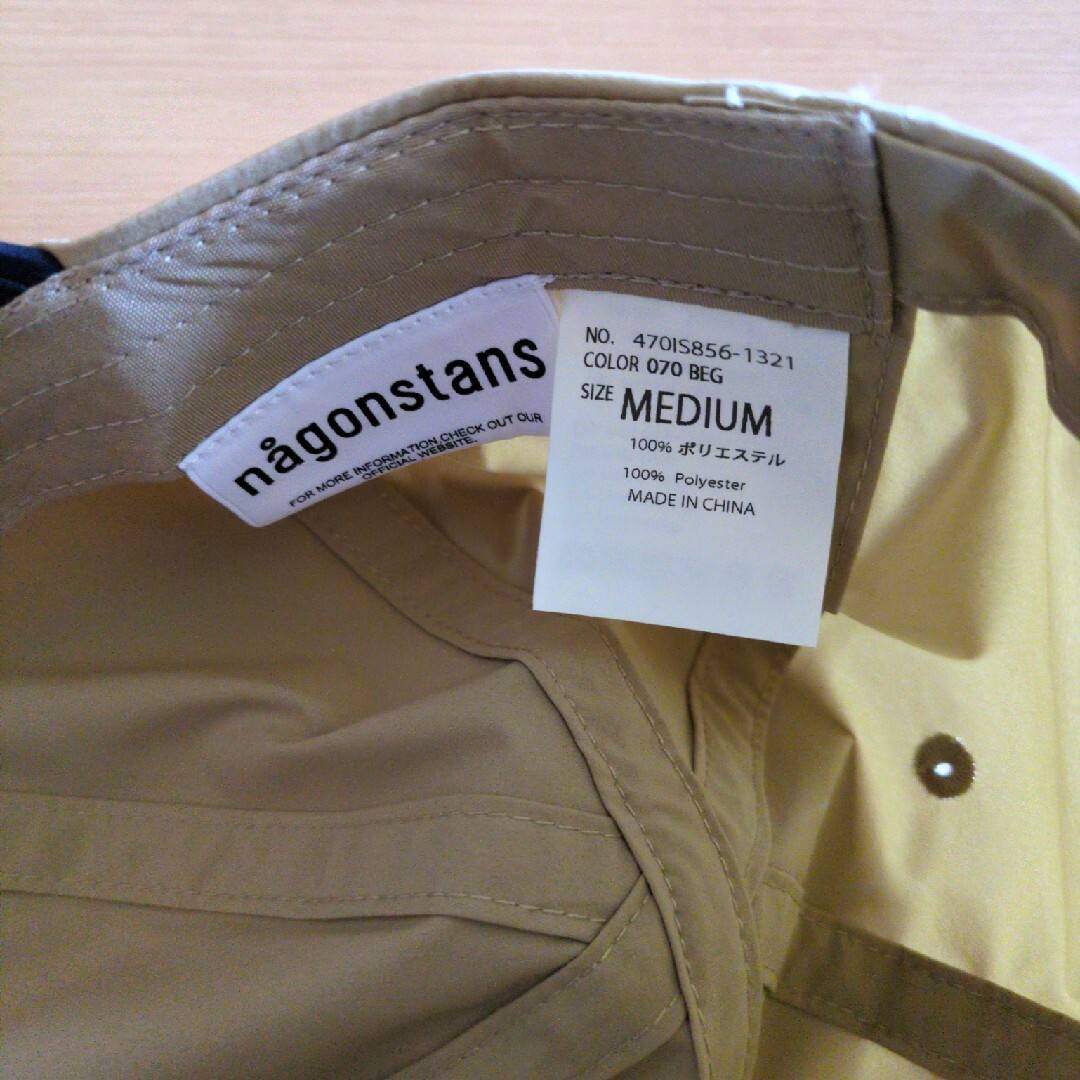 någonstans
FOR MORE INFORMATION CHECK OUT OUR
OFFICIAL WEBSITE.
NO. 470IS856-1321
COLOR 070 BEG
SIZE MEDIUM
100% ポリエステル
100% Polyester
MADE IN CHINA